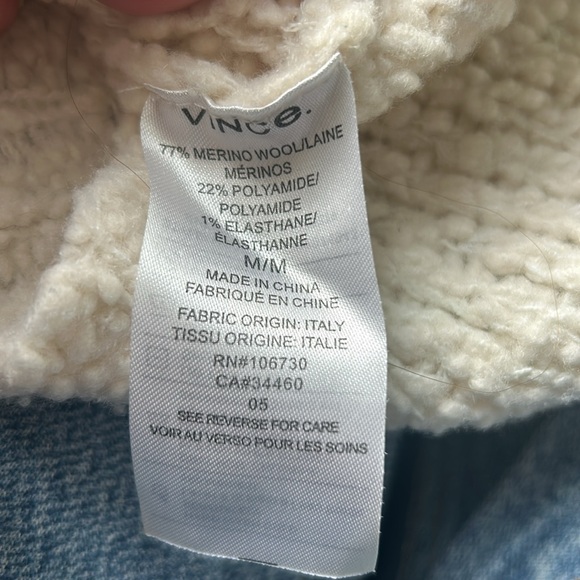 VINCE.
77% MERINO WOOL/LAINE
MÉRINOS
22% POLYAMIDE/
POLYAMIDE
1% ELASTHANE/
ÉLASTHANNE
M/M
MADE IN CHINA
FABRIQUÉ EN CHINE
FABRIC ORIGIN: ITALY
TISSU ORIGINE: ITALIE
RN#106730
CA#34460
05
SEE REVERSE FOR CARE
VOIR AU VERSO POUR LES SOINS